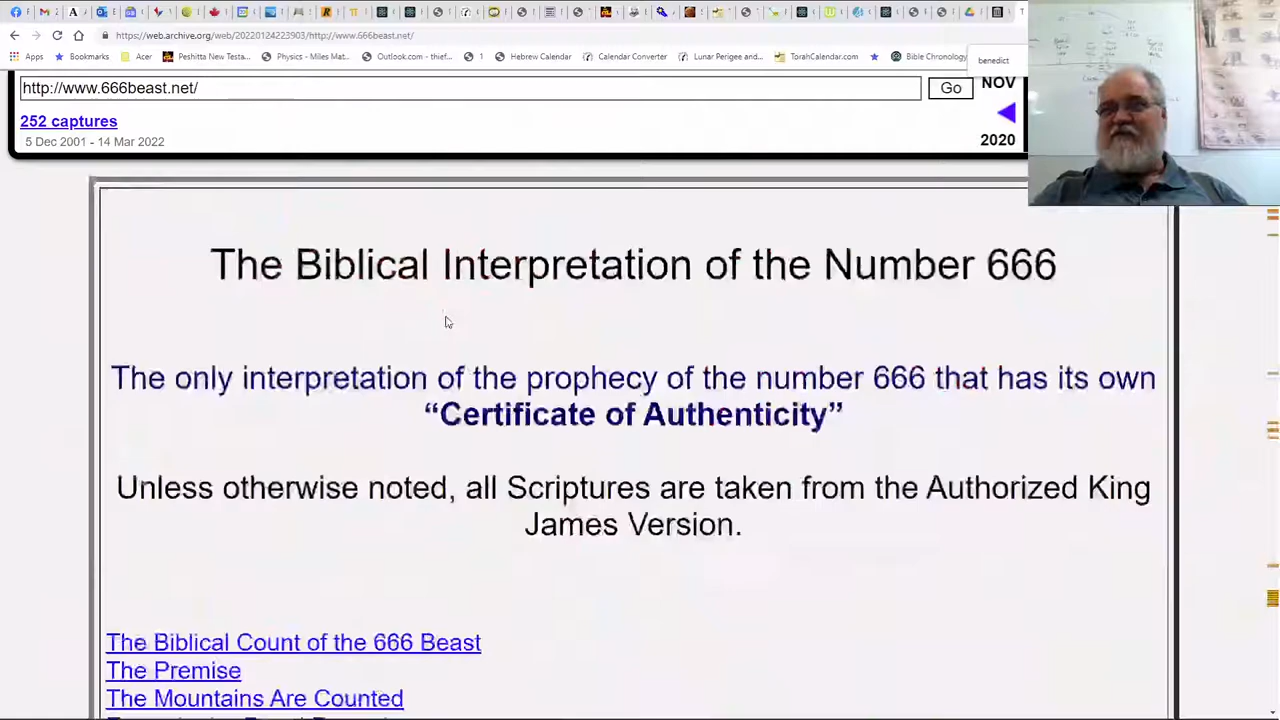 https://web.archive.org/web/20220124223903/http://www.666beast.net/
Apps Bookmarks Acer Peshitta New Testa... Physics - Miles Mat... Outlook.com - thief... 1 Hebrew Calendar Calendar Converter Lunar Perigee and... TorahCalendar.com Bible Chronology
benedict
http://www.666beast.net/ Go NOV
252 captures
5 Dec 2001 - 14 Mar 2022 2020
The Biblical Interpretation of the Number 666
The only interpretation of the prophecy of the number 666 that has its own
“Certificate of Authenticity”
Unless otherwise noted, all Scriptures are taken from the Authorized King
James Version.
The Biblical Count of the 666 Beast
The Premise
The Mountains Are Counted